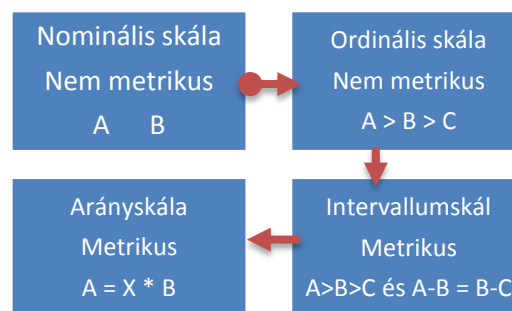 Nominális skála
Nem metrikus
A B
Ordinális skála
Nem metrikus
A > B > C
Intervallumskál
Metrikus
A>B>C és A-B = B-C
Arányskála
Metrikus
A = X * B